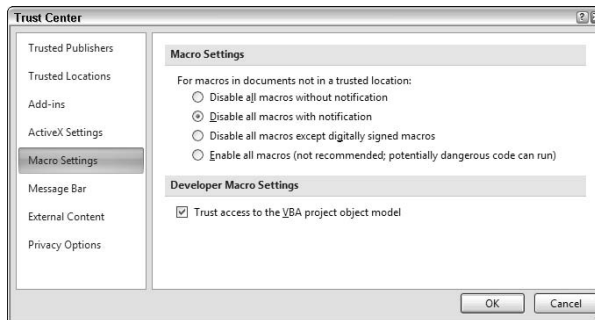 Trust Center
Trusted Publishers
Trusted Locations
Add-ins
ActiveX Settings
Macro Settings
Message Bar
External Content
Privacy Options
Macro Settings
For macros in documents not in a trusted location:
Disable all macros without notification
Disable all macros with notification
Disable all macros except digitally signed macros
Enable all macros (not recommended; potentially dangerous code can run)
Developer Macro Settings
Trust access to the VBA project object model
OK
Cancel